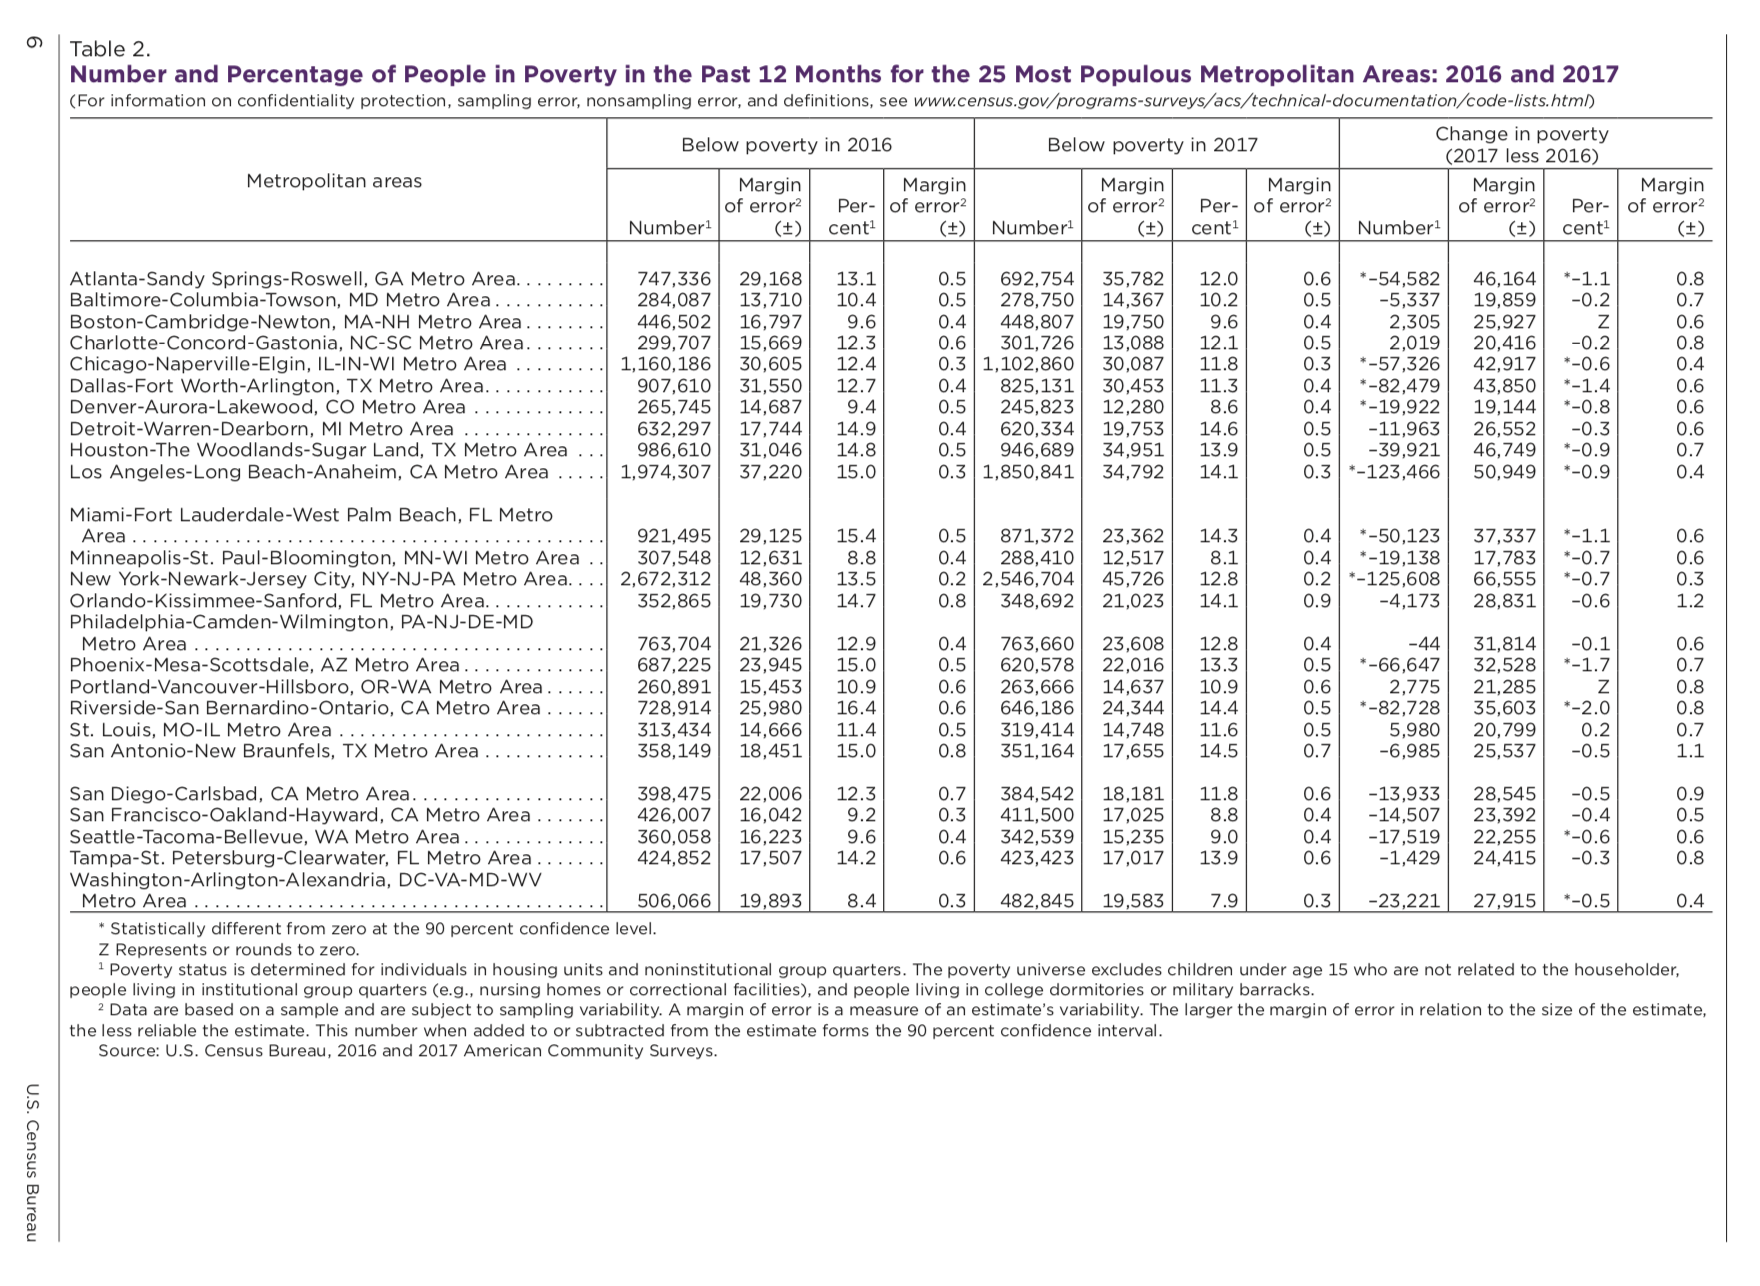 6
Table 2.
Number and Percentage of People in Poverty in the Past 12 Months for the 25 Most Populous Metropolitan Areas: 2016 and 2017
(For information on confidentiality protection, sampling error, nonsampling error, and definitions, see www.census.gov/programs-surveys/acs/technical-documentation/code-lists.html)
Metropolitan areas
Below poverty in 2016
Below poverty in 2017
Change in poverty
(2017 less 2016)
Number¹ Margin of error² (±) Per-cent¹ Margin of error² (±) Number¹ Margin of error² (±) Per-cent¹ Margin of error² (±) Number¹ Margin of error² (±) Per-cent¹ Margin of error² (±)
Atlanta-Sandy Springs-Roswell, GA Metro Area. . . . . . . . . 747,336 29,168 13.1 0.5 692,754 35,782 12.0 0.6 *–54,582 46,164 *–1.1 0.8
Baltimore-Columbia-Towson, MD Metro Area . . . . . . . . . . . 284,087 13,710 10.4 0.5 278,750 14,367 10.2 0.5 –5,337 19,859 –0.2 0.7
Boston-Cambridge-Newton, MA-NH Metro Area . . . . . . . . 446,502 16,797 9.6 0.4 448,807 19,750 9.6 0.4 2,305 25,927 Z 0.6
Charlotte-Concord-Gastonia, NC-SC Metro Area. . . . . . . . 299,707 15,669 12.3 0.6 301,726 13,088 12.1 0.5 2,019 20,416 –0.2 0.8
Chicago-Naperville-Elgin, IL-IN-WI Metro Area . . . . . . . . . 1,160,186 30,605 12.4 0.3 1,102,860 30,087 11.8 0.3 *–57,326 42,917 *–0.6 0.4
Dallas-Fort Worth-Arlington, TX Metro Area. . . . . . . . . . . . 907,610 31,550 12.7 0.4 825,131 30,453 11.3 0.4 *–82,479 43,850 *–1.4 0.6
Denver-Aurora-Lakewood, CO Metro Area . . . . . . . . . . . . . 265,745 14,687 9.4 0.5 245,823 12,280 8.6 0.4 *–19,922 19,144 *–0.8 0.6
Detroit-Warren-Dearborn, MI Metro Area . . . . . . . . . . . . . . 632,297 17,744 14.9 0.4 620,334 19,753 14.6 0.5 –11,963 26,552 –0.3 0.6
Houston-The Woodlands-Sugar Land, TX Metro Area . . . 986,610 31,046 14.8 0.5 946,689 34,951 13.9 0.5 –39,921 46,749 *–0.9 0.7
Los Angeles-Long Beach-Anaheim, CA Metro Area . . . . . 1,974,307 37,220 15.0 0.3 1,850,841 34,792 14.1 0.3 *–123,466 50,949 *–0.9 0.4
Miami-Fort Lauderdale-West Palm Beach, FL Metro
Area . . . . . . . . . . . . . . . . . . . . . . . . . . . . . . . . . . . . . . . . . . . . . . 921,495 29,125 15.4 0.5 871,372 23,362 14.3 0.4 *–50,123 37,337 *–1.1 0.6
Minneapolis-St. Paul-Bloomington, MN-WI Metro Area . . 307,548 12,631 8.8 0.4 288,410 12,517 8.1 0.4 *–19,138 17,783 *–0.7 0.6
New York-Newark-Jersey City, NY-NJ-PA Metro Area. . . . 2,672,312 48,360 13.5 0.2 2,546,704 45,726 12.8 0.2 *–125,608 66,555 *–0.7 0.3
Orlando-Kissimmee-Sanford, FL Metro Area. . . . . . . . . . . . 352,865 19,730 14.7 0.8 348,692 21,023 14.1 0.9 –4,173 28,831 –0.6 1.2
Philadelphia-Camden-Wilmington, PA-NJ-DE-MD
Metro Area . . . . . . . . . . . . . . . . . . . . . . . . . . . . . . . . . . . . . . . . 763,704 21,326 12.9 0.4 763,660 23,608 12.8 0.4 –44 31,814 –0.1 0.6
Phoenix-Mesa-Scottsdale, AZ Metro Area . . . . . . . . . . . . . . 687,225 23,945 15.0 0.5 620,578 22,016 13.3 0.5 *–66,647 32,528 *–1.7 0.7
Portland-Vancouver-Hillsboro, OR-WA Metro Area . . . . . . 260,891 15,453 10.9 0.6 263,666 14,637 10.9 0.6 2,775 21,285 Z 0.8
Riverside-San Bernardino-Ontario, CA Metro Area . . . . . . 728,914 25,980 16.4 0.6 646,186 24,344 14.4 0.5 *–82,728 35,603 *–2.0 0.8
St. Louis, MO-IL Metro Area . . . . . . . . . . . . . . . . . . . . . . . . . . 313,434 14,666 11.4 0.5 319,414 14,748 11.6 0.5 5,980 20,799 0.2 0.7
San Antonio-New Braunfels, TX Metro Area . . . . . . . . . . . . 358,149 18,451 15.0 0.8 351,164 17,655 14.5 0.7 –6,985 25,537 –0.5 1.1
San Diego-Carlsbad, CA Metro Area. . . . . . . . . . . . . . . . . . . 398,475 22,006 12.3 0.7 384,542 18,181 11.8 0.6 –13,933 28,545 –0.5 0.9
San Francisco-Oakland-Hayward, CA Metro Area . . . . . . . 426,007 16,042 9.2 0.3 411,500 17,025 8.8 0.4 –14,507 23,392 –0.4 0.5
Seattle-Tacoma-Bellevue, WA Metro Area . . . . . . . . . . . . . . 360,058 16,223 9.6 0.4 342,539 15,235 9.0 0.4 –17,519 22,255 *–0.6 0.6
Tampa-St. Petersburg-Clearwater, FL Metro Area . . . . . . . 424,852 17,507 14.2 0.6 423,423 17,017 13.9 0.6 –1,429 24,415 –0.3 0.8
Washington-Arlington-Alexandria, DC-VA-MD-WV
Metro Area . . . . . . . . . . . . . . . . . . . . . . . . . . . . . . . . . . . . . . . . 506,066 19,893 8.4 0.3 482,845 19,583 7.9 0.3 –23,221 27,915 *–0.5 0.4
* Statistically different from zero at the 90 percent confidence level.
Z Represents or rounds to zero.
¹ Poverty status is determined for individuals in housing units and noninstitutional group quarters. The poverty universe excludes children under age 15 who are not related to the householder,
people living in institutional group quarters (e.g., nursing homes or correctional facilities), and people living in college dormitories or military barracks.
² Data are based on a sample and are subject to sampling variability. A margin of error is a measure of an estimate’s variability. The larger the margin of error in relation to the size of the estimate,
the less reliable the estimate. This number when added to or subtracted from the estimate forms the 90 percent confidence interval.
Source: U.S. Census Bureau, 2016 and 2017 American Community Surveys.
U.S. Census Bureau